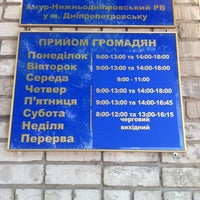 Амур-Нижньодніпровський РВ
у м. Дніпропетровську
ПРИЙОМ ГРОМАДЯН
Понеділок 9:00-13:00 та 14:00-18:00
Вівторок 9:00-13:00 та 14:00-18:00
Середа 9:00 - 11:00
Четвер 9:00-13:00 та 14:00-18:00
П'ятниця 9:00-13:00 та 14:00-16:45
Субота 8:00-12:00 та 13:00-16:15
Неділя черговий
Перерва вихідний